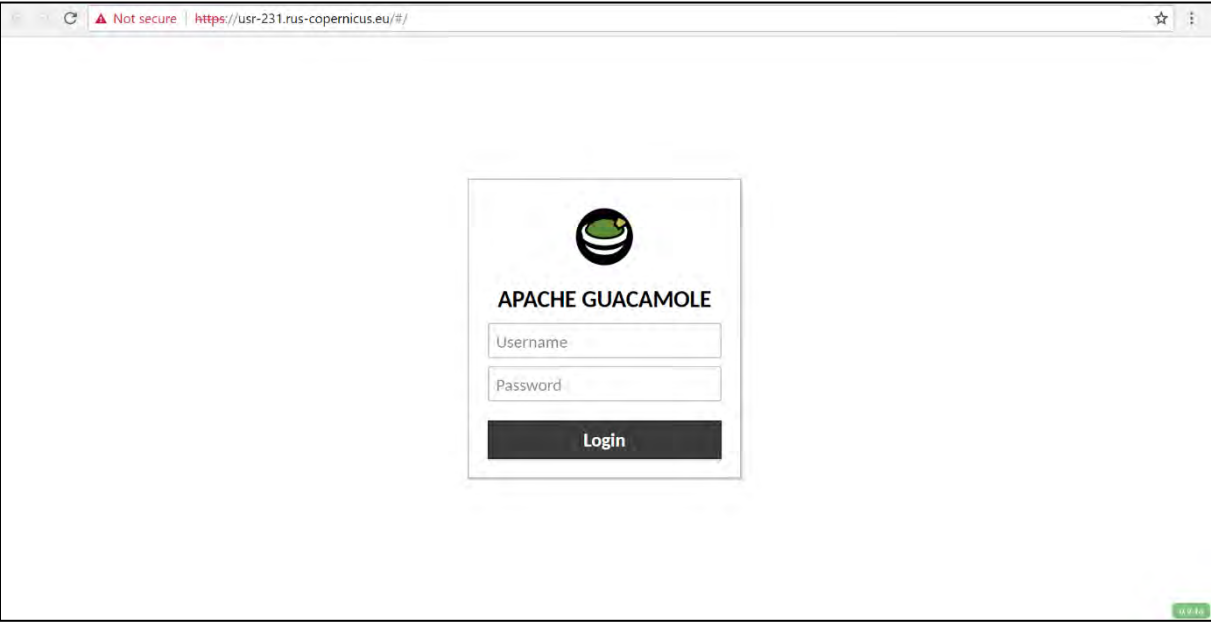 Not secure | https://usr-231.rus-copernicus.eu/#/
APACHE GUACAMOLE
Username
Password
Login